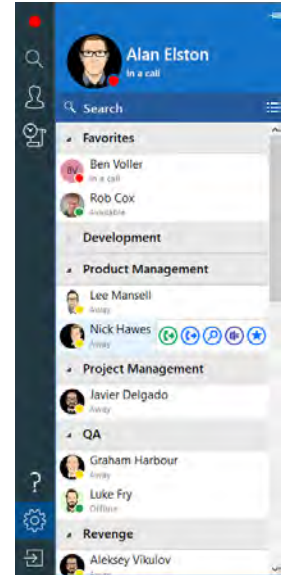 Alan Elston
In a call
Search
Favorites
BV
Ben Voller
In a call
Rob Cox
Available
Development
Product Management
Lee Mansell
Away
Nick Hawes
Away
Project Management
Javier Delgado
Away
QA
Graham Harbour
Away
Luke Fry
Offline
?
Revenge
Aleksey Vikulov